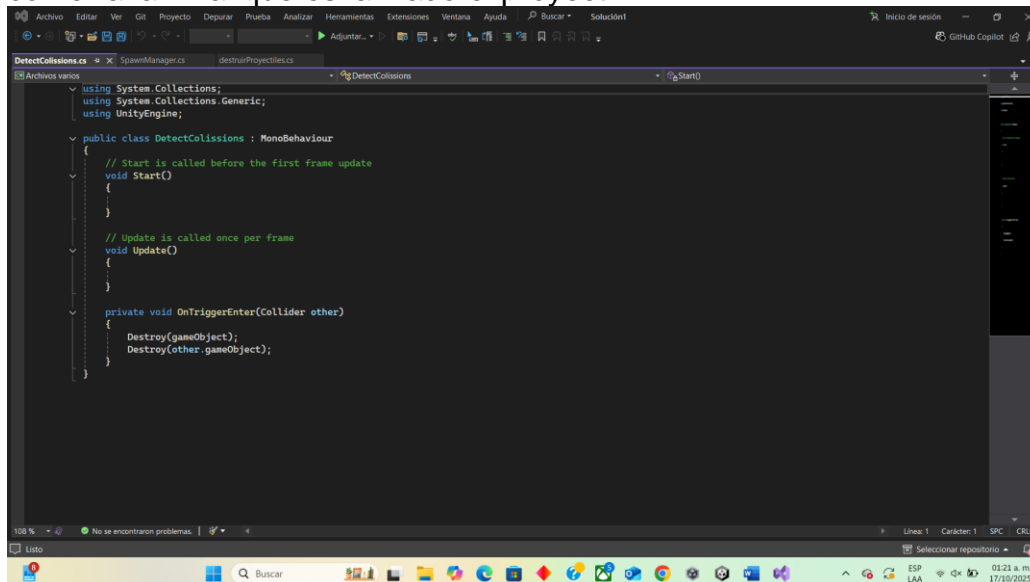 Archivo Editar Ver Git Proyecto Depurar Prueba Analizar Herramientas Extensiones Ventana Ayuda Buscar Solución1 Inicio de sesión
Adjuntar... GitHub Copilot
DetectColissions.cs SpawnManager.cs destruirProyectiles.cs
Archivos varios DetectColissions Start()
using System.Collections;
using System.Collections.Generic;
using UnityEngine;
public class DetectColissions : MonoBehaviour
{
// Start is called before the first frame update
void Start()
{
}
// Update is called once per frame
void Update()
{
}
private void OnTriggerEnter(Collider other)
{
Destroy(gameObject);
Destroy(other.gameObject);
}
}
108 % No se encontraron problemas. Línea: 1 Carácter: 1 SPC
Listo Seleccionar repositorio
8 Buscar ESP 01:21 a. m.
LAA